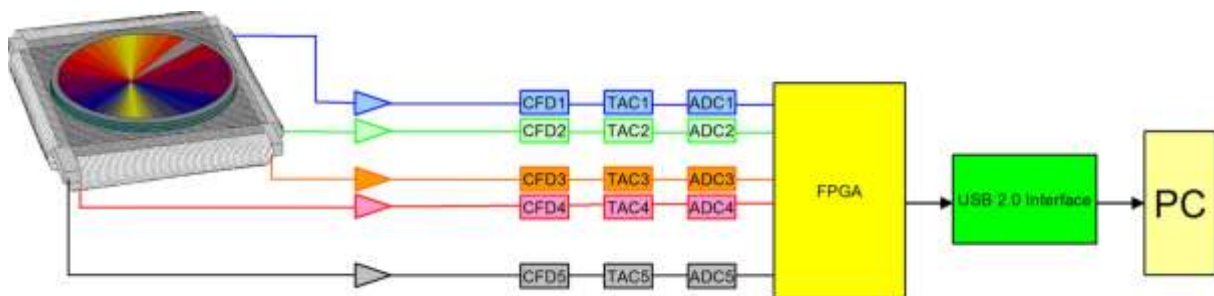 CFD1 TAC1 ADC1
CFD2 TAC2 ADC2
CFD3 TAC3 ADC3
CFD4 TAC4 ADC4
CFD5 TAC5 ADC5
FPGA
USB 2.0 Interface
PC